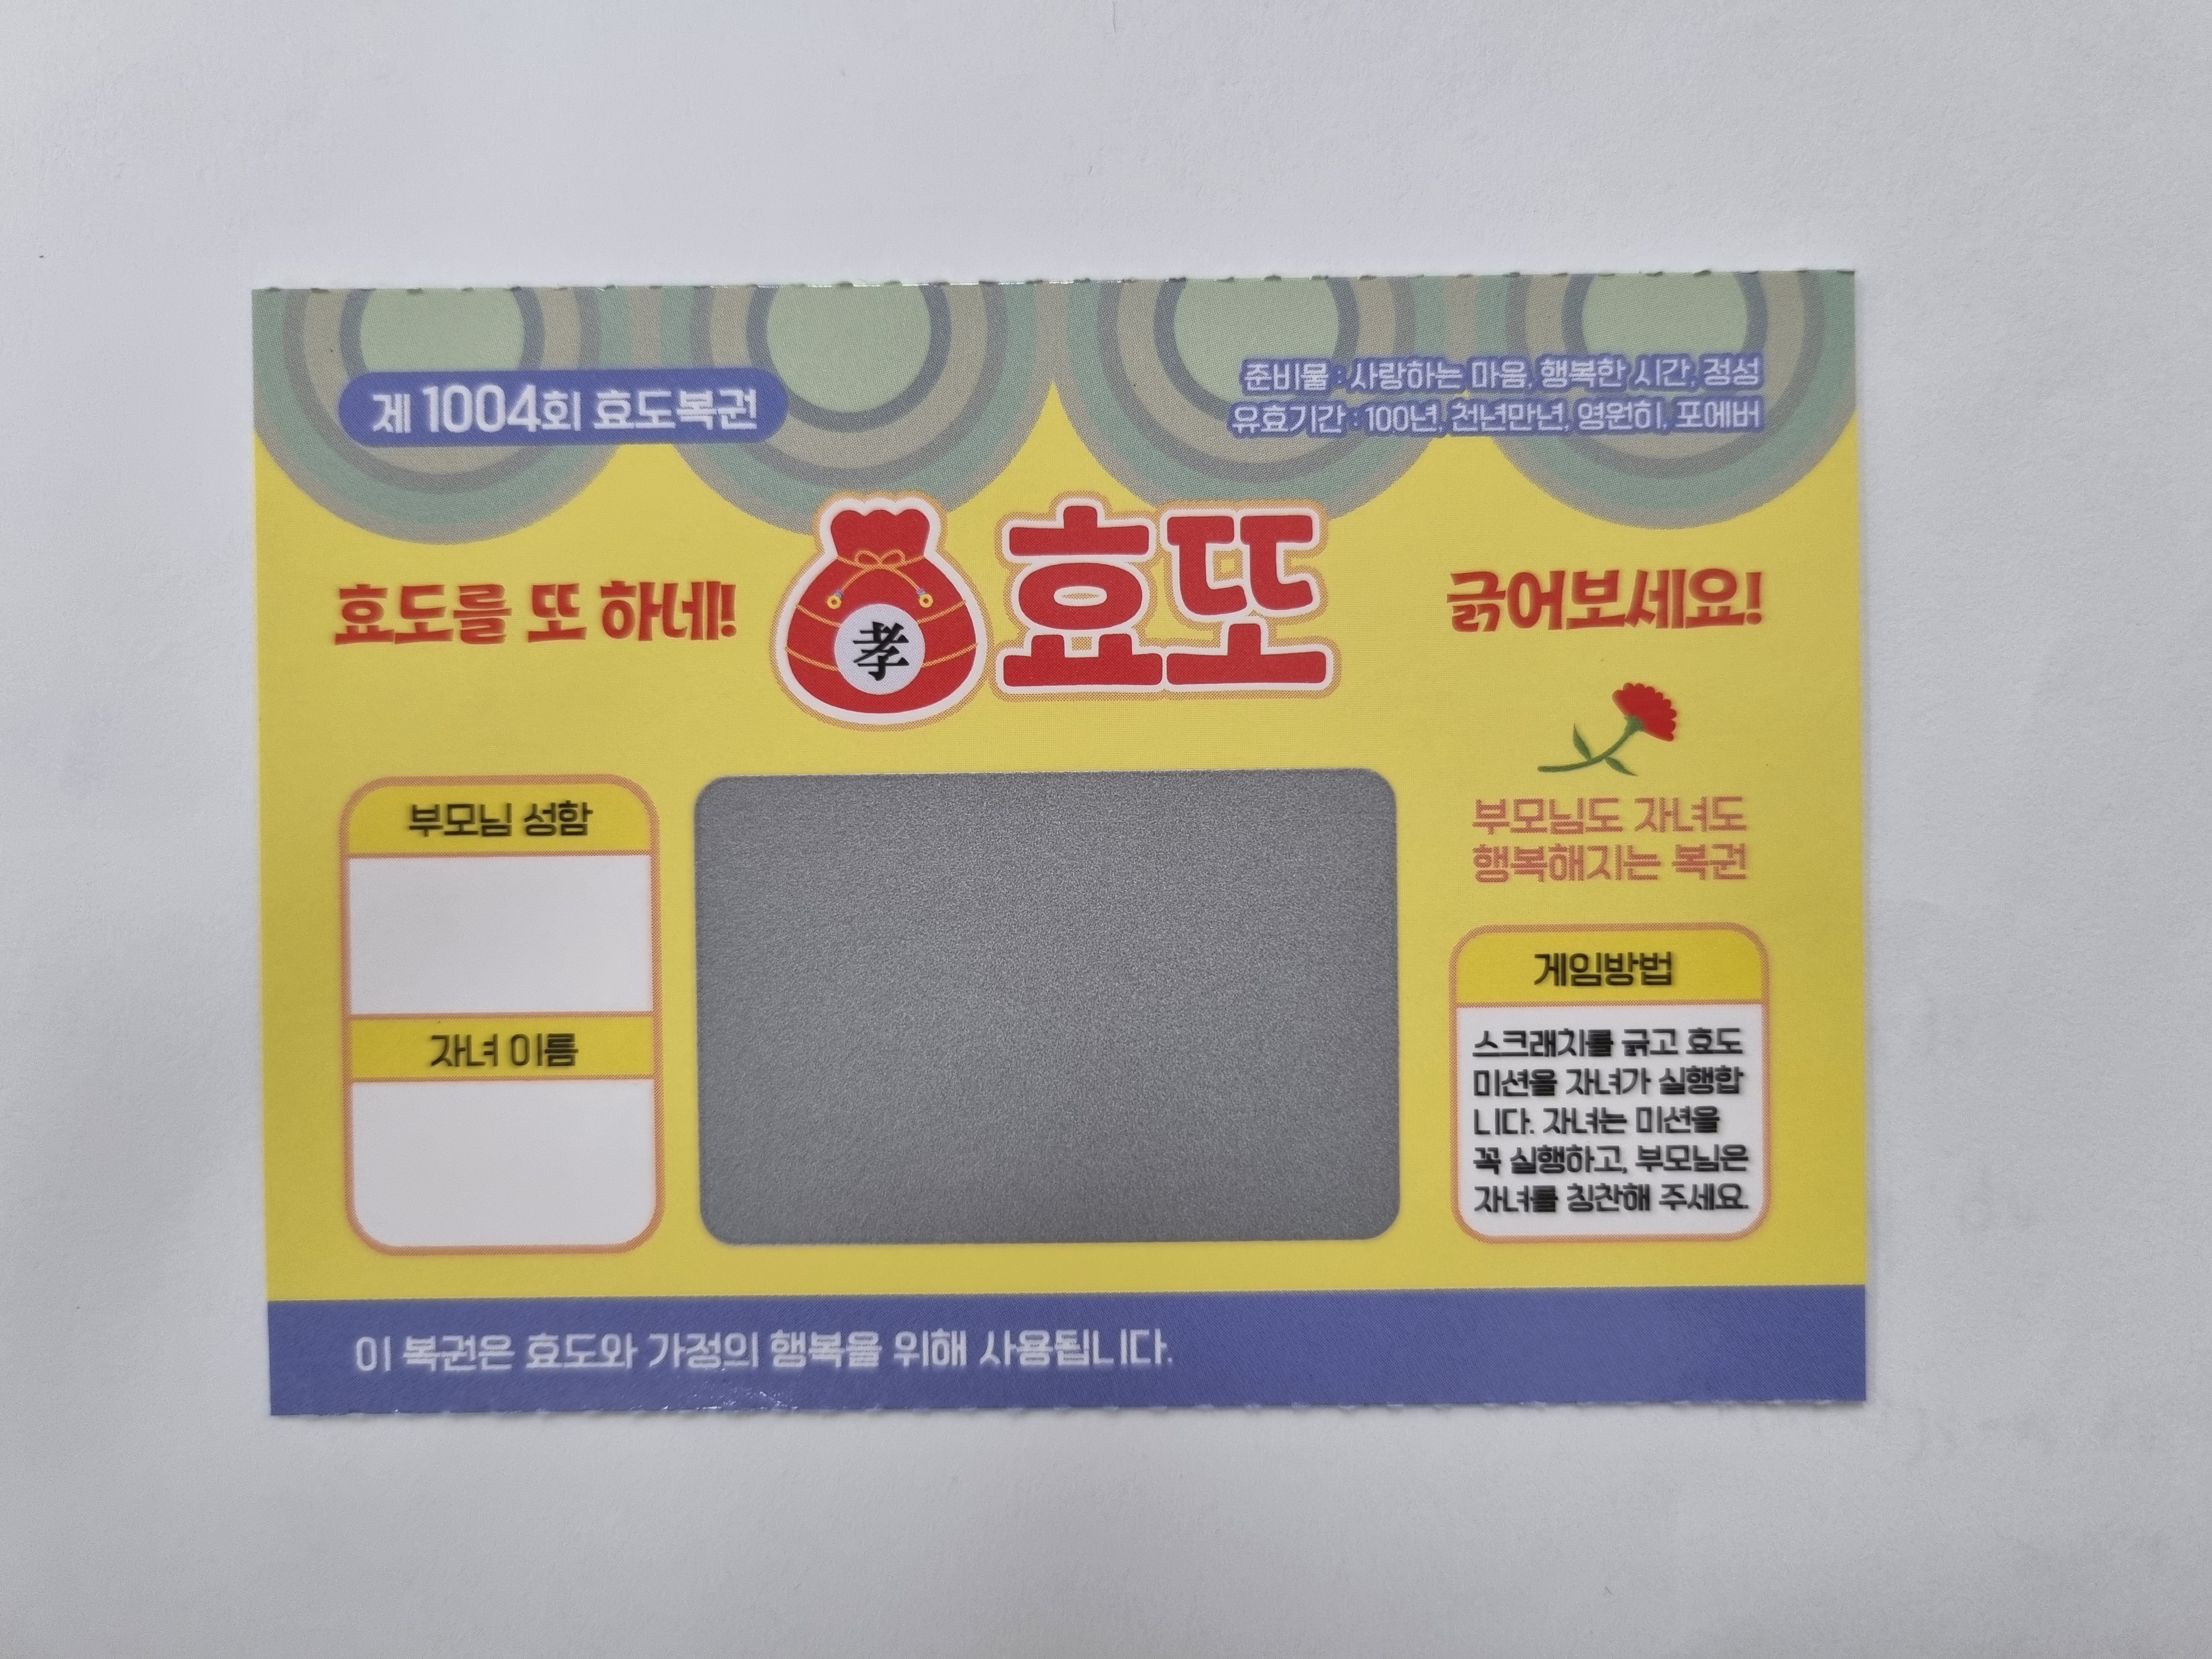 제 1004회 효도복권
준비물 : 사랑하는 마음, 행복한 시간, 정성
유효기간 : 100년, 천년만년, 영원히, 포에버
효도를 또 하네!
孝
효또
긁어보세요!
부모님 성함
자녀 이름
부모님도 자녀도
행복해지는 복권
게임방법
스크래치를 긁고 효도
미션을 자녀가 실행합
니다. 자녀는 미션을
꼭 실행하고, 부모님은
자녀를 칭찬해 주세요.
이 복권은 효도와 가정의 행복을 위해 사용됩니다.